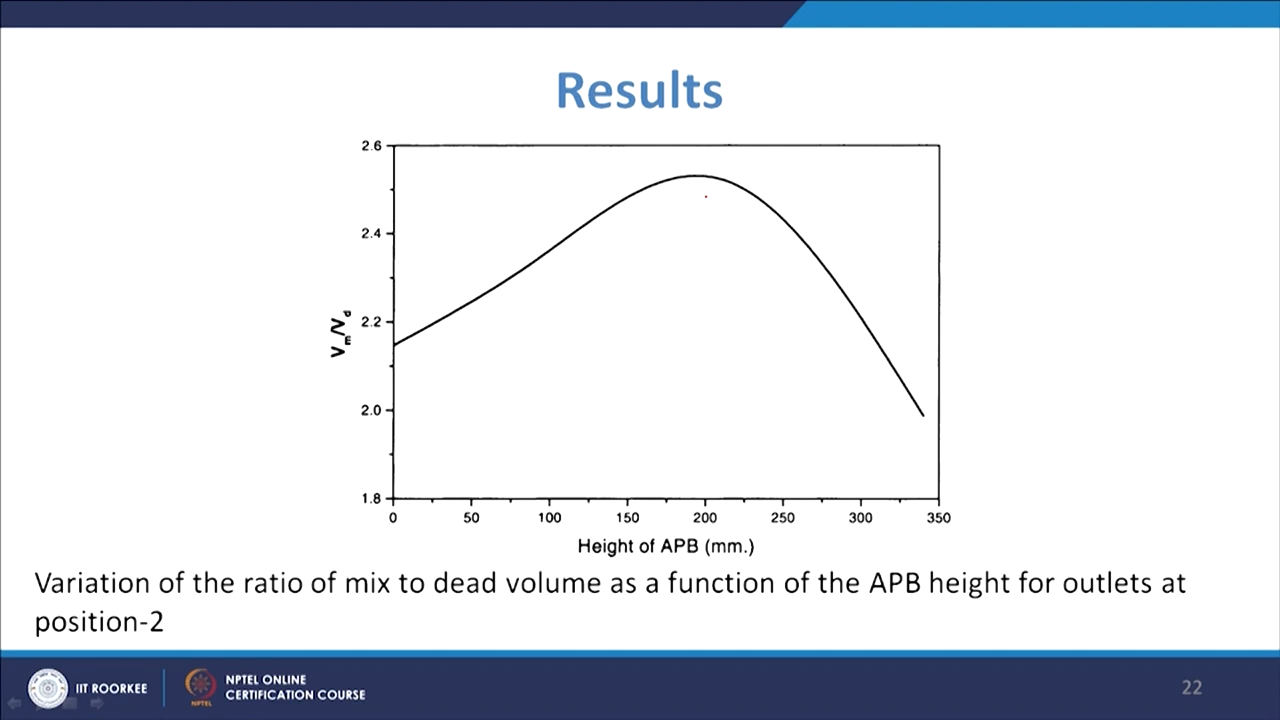 Results
2.6
2.4
2.2
2.0
1.8
Vm/Vd
0 50 100 150 200 250 300 350
Height of APB (mm.)
Variation of the ratio of mix to dead volume as a function of the APB height for outlets at
position-2
IIT ROORKEE
NPTEL
NPTEL ONLINE
CERTIFICATION COURSE
22